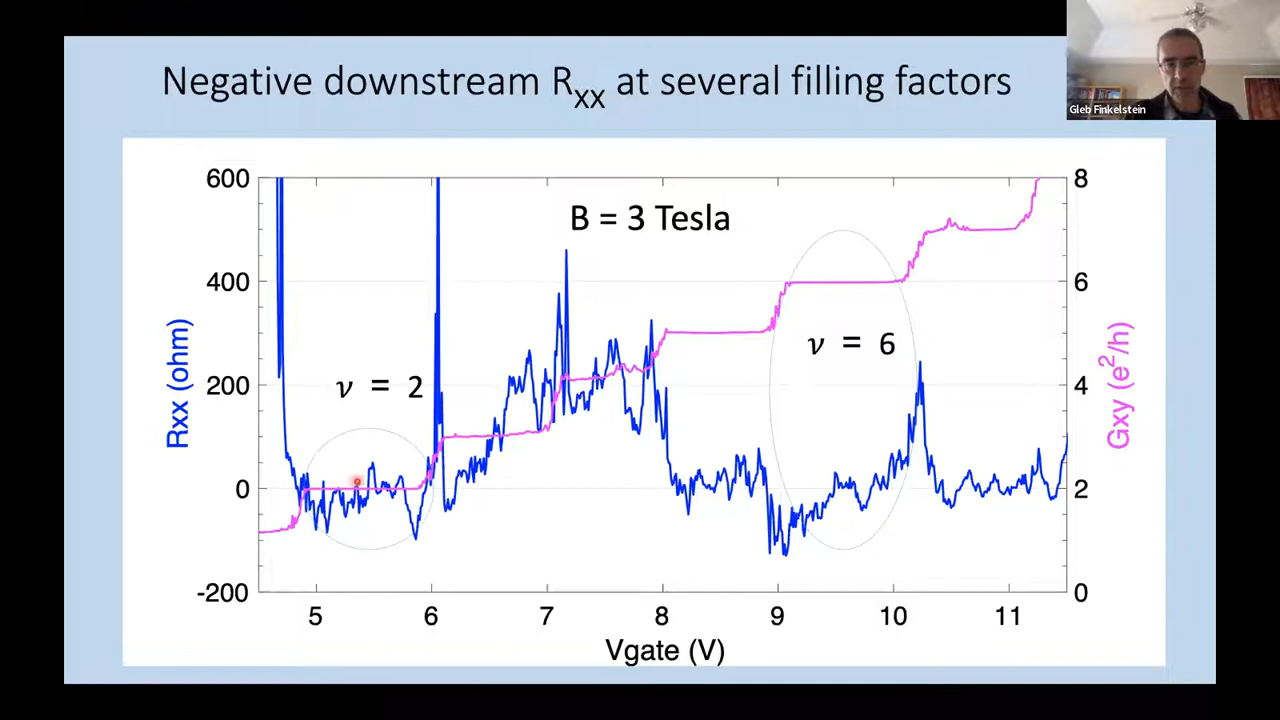 Negative downstream Rxx at several filling factors
Gleb Finkelstein
B = 3 Tesla
ν = 2
ν = 6
Rxx (ohm)
600
400
200
0
-200
8
6
4
2
0
Gxy (e²/h)
5 6 7 8 9 10 11
Vgate (V)